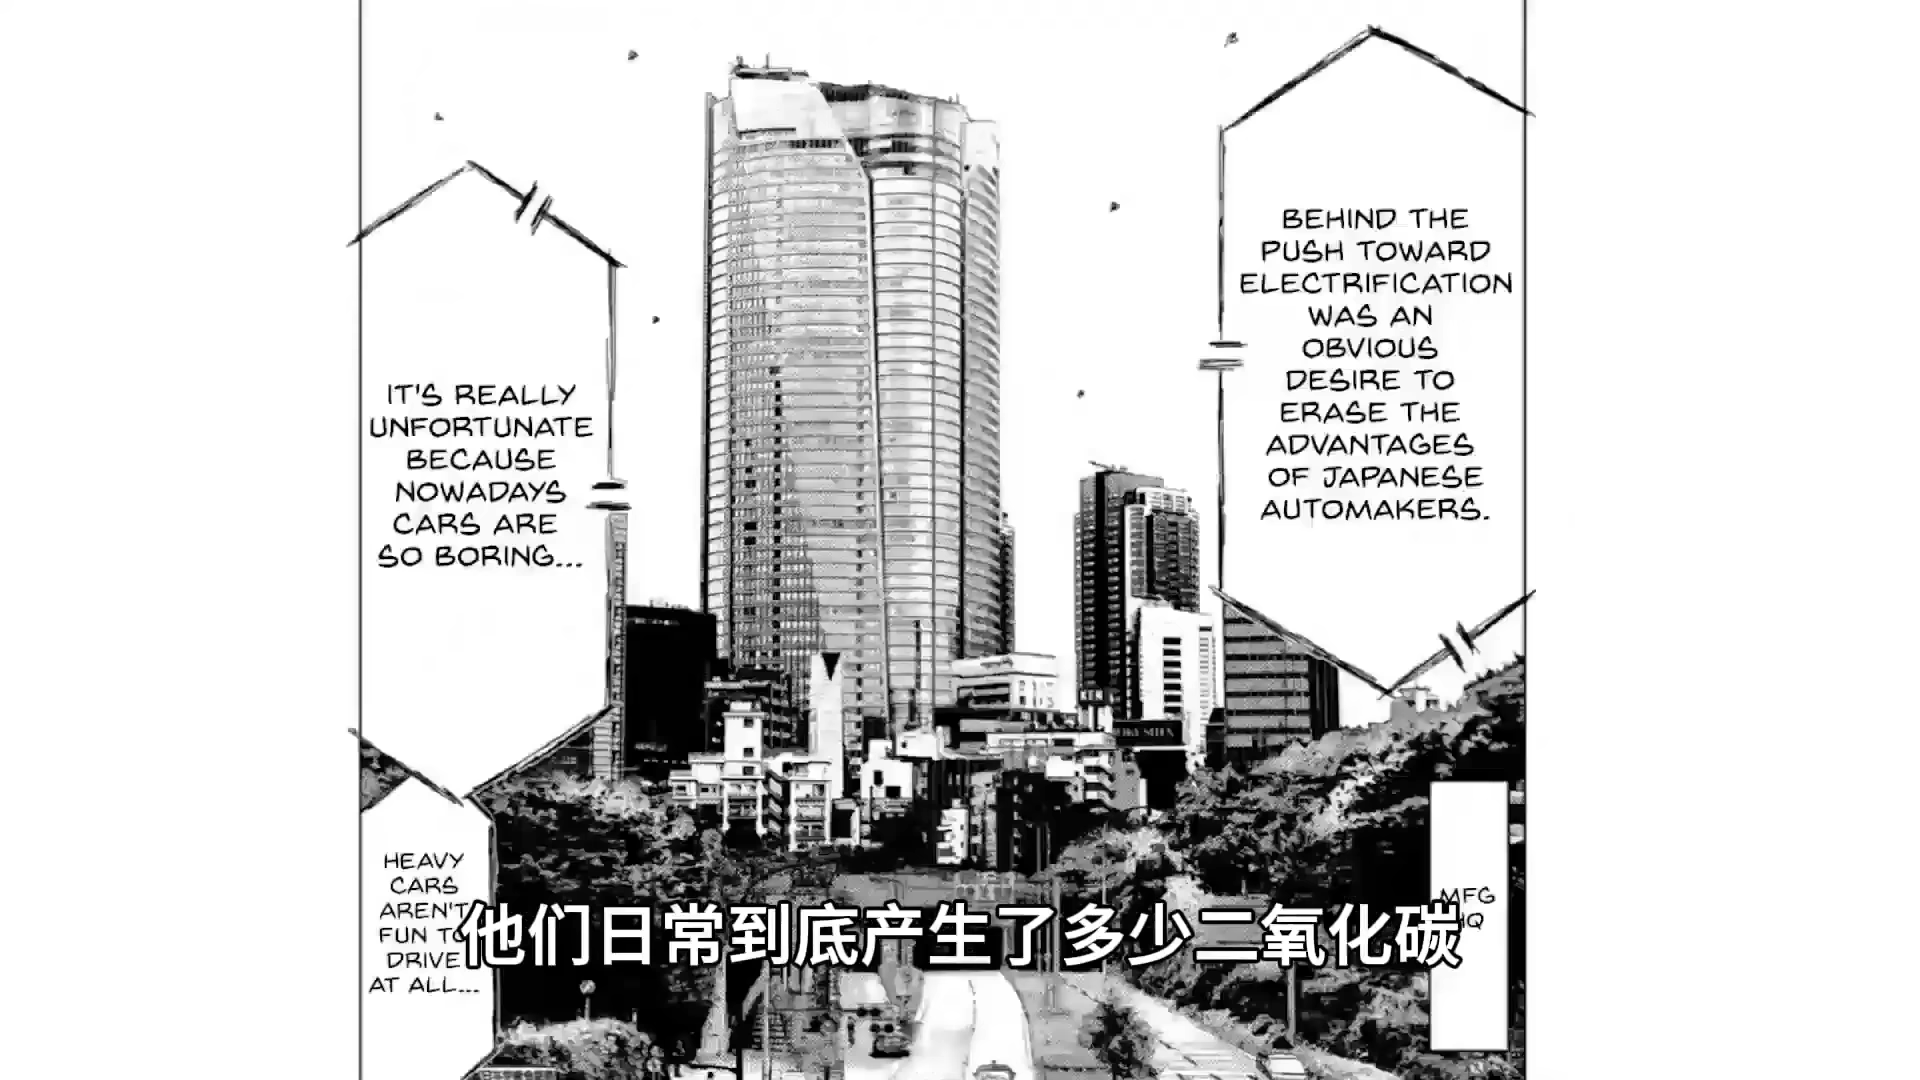 BEHIND THE
PUSH TOWARD
ELECTRIFICATION
WAS AN
OBVIOUS
DESIRE TO
ERASE THE
ADVANTAGES
OF JAPANESE
AUTOMAKERS.
IT'S REALLY
UNFORTUNATE
BECAUSE
NOWADAYS
CARS ARE
SO BORING...
HEAVY
CARS
AREN'T
FUN TO
DRIVE
AT ALL...
MFG
HQ
他们日常到底产生了多少二氧化碳